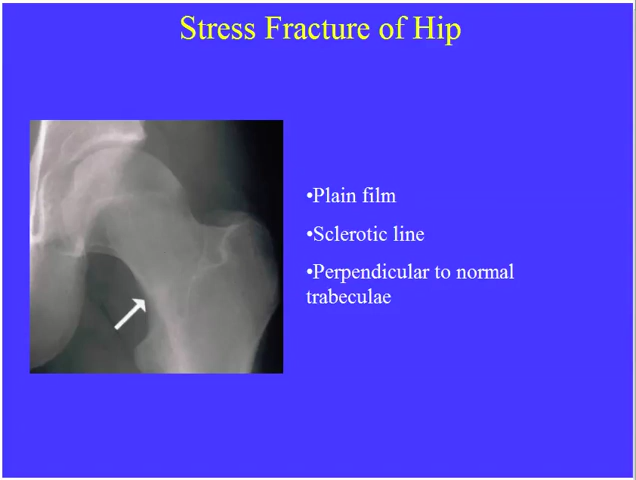 Stress Fracture of Hip
•Plain film
•Sclerotic line
•Perpendicular to normal
trabeculae